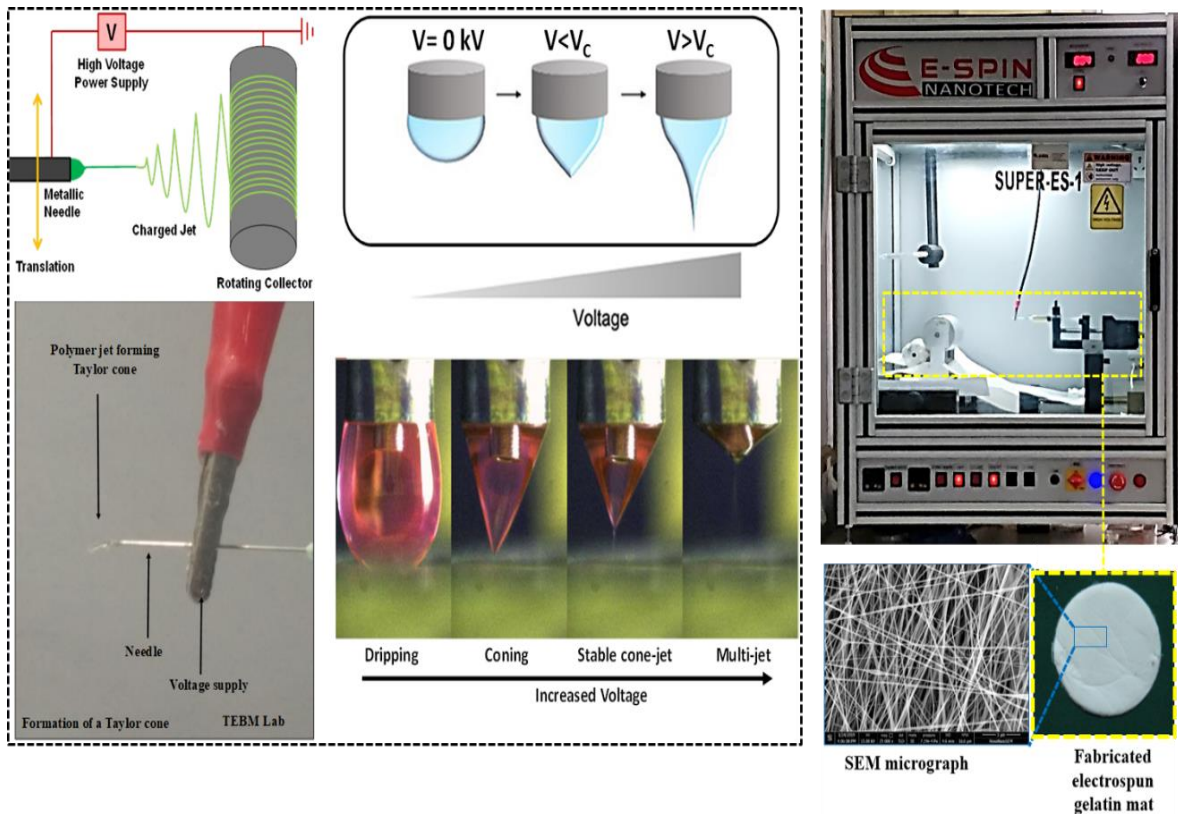 V
High Voltage
Power Supply
Metallic
Needle
Charged Jet
Translation
Rotating Collector
V= 0 kV
V<Vc
V>Vc
Voltage
Polymer jet forming
Taylor cone
Needle
Voltage supply
Formation of a Taylor cone
TEBM Lab
Dripping
Coning
Stable cone-jet
Multi-jet
Increased Voltage
E-SPIN
NANOTECH
SUPER-ES-1
WARNING
SEM micrograph
Fabricated
electrospun
gelatin mat